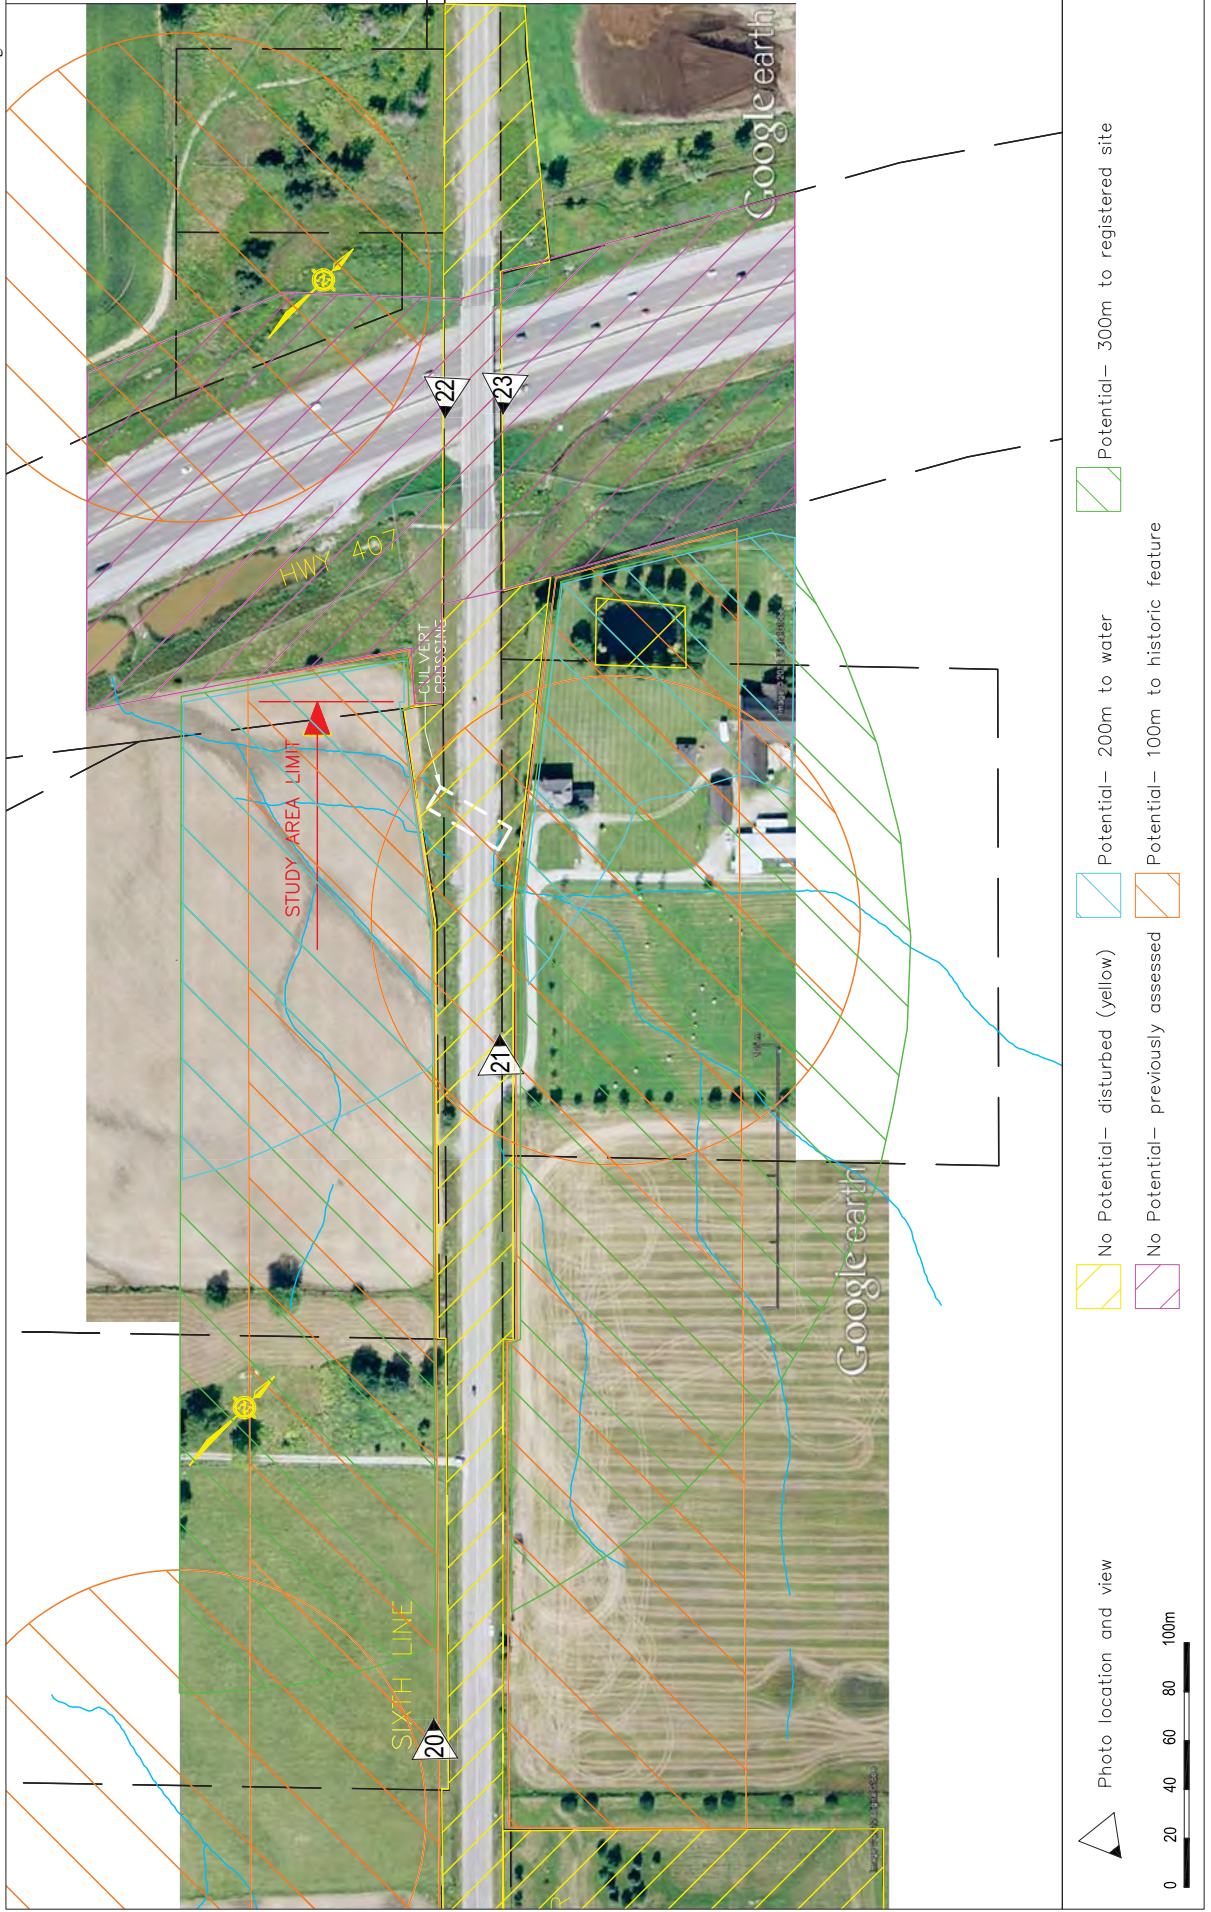 Google earth
22
23
HWY 407
CULVERT
CROSSING
STUDY AREA LIMIT
21
Google earth
SIXTH LINE
20
Photo location and view
0 20 40 60 80 100m
No Potential- disturbed (yellow)
No Potential- previously assessed
Potential- 200m to water
Potential- 100m to historic feature
Potential- 300m to registered site